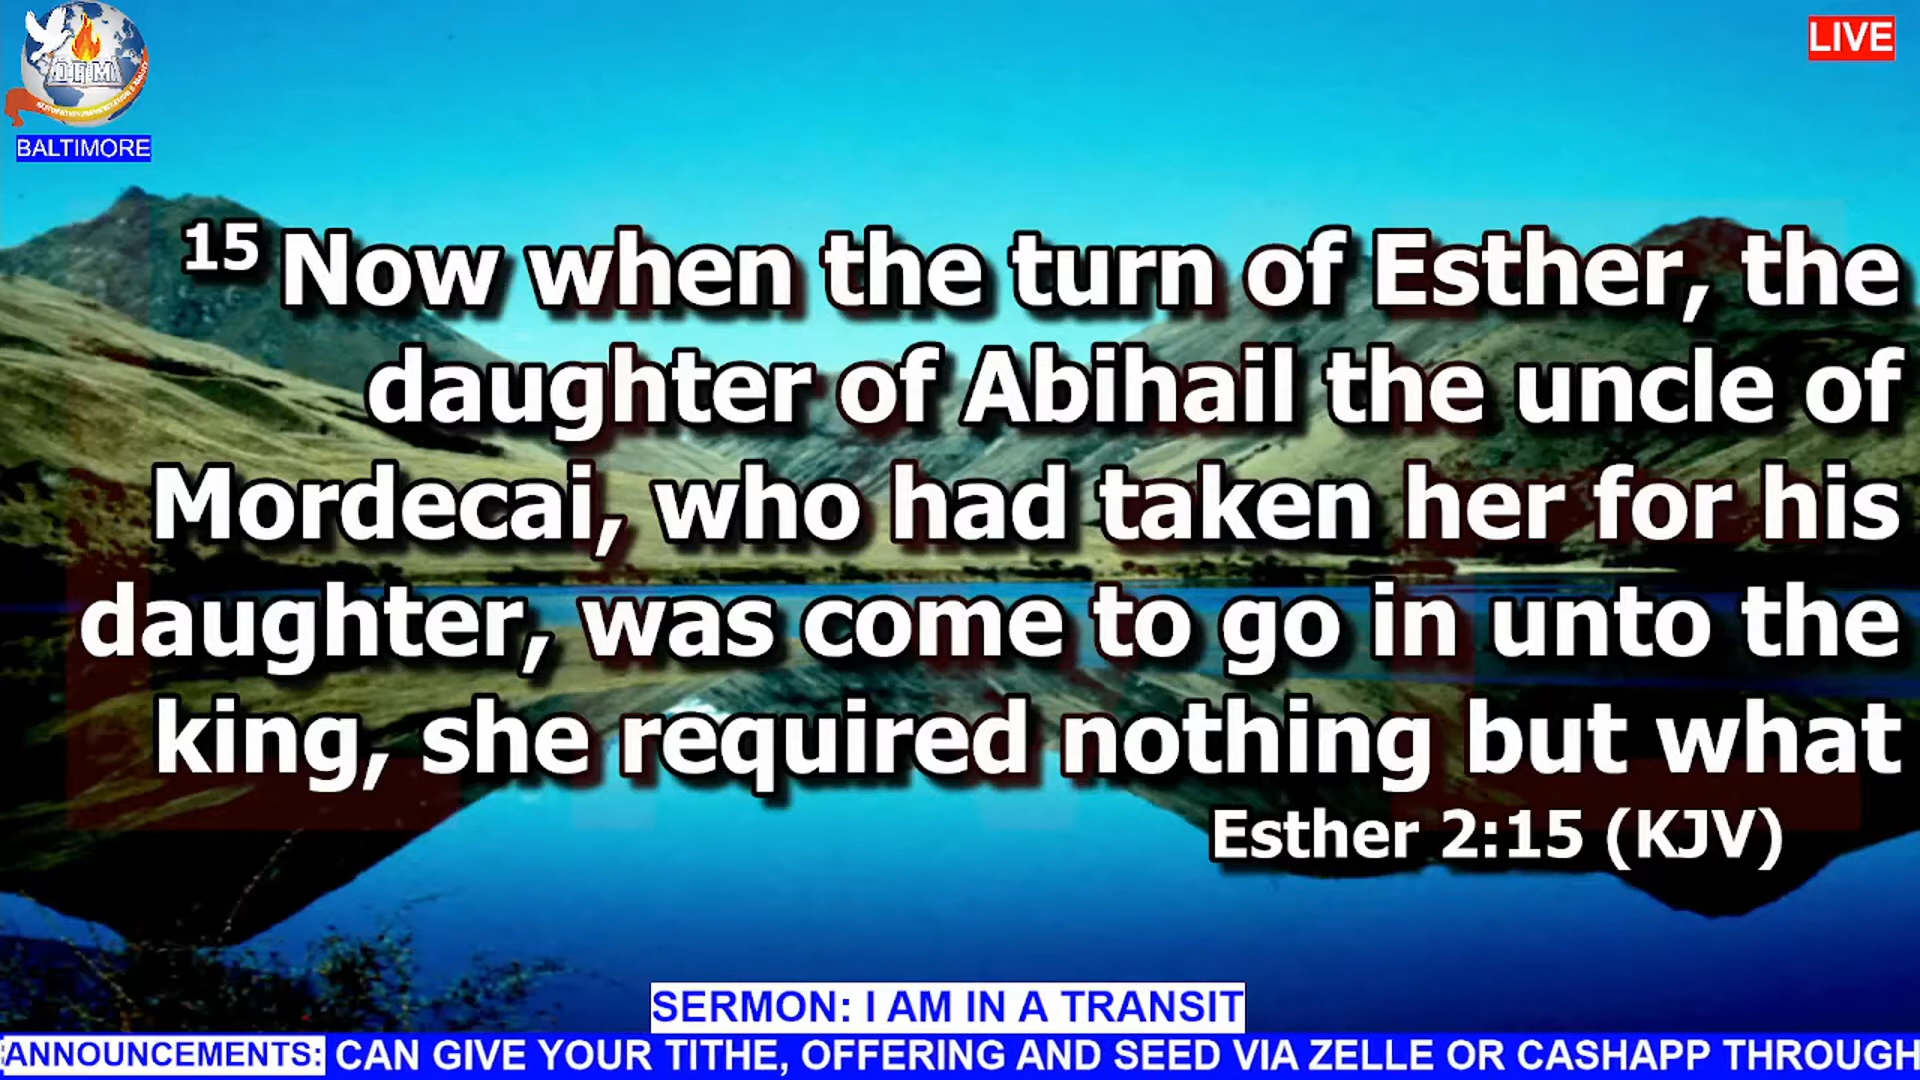 O.F.M
BALTIMORE
LIVE
15 Now when the turn of Esther, the
daughter of Abihail the uncle of
Mordecai, who had taken her for his
daughter, was come to go in unto the
king, she required nothing but what
Esther 2:15 (KJV)
SERMON: I AM IN A TRANSIT
ANNOUNCEMENTS: CAN GIVE YOUR TITHE, OFFERING AND SEED VIA ZELLE OR CASHAPP THROUGH